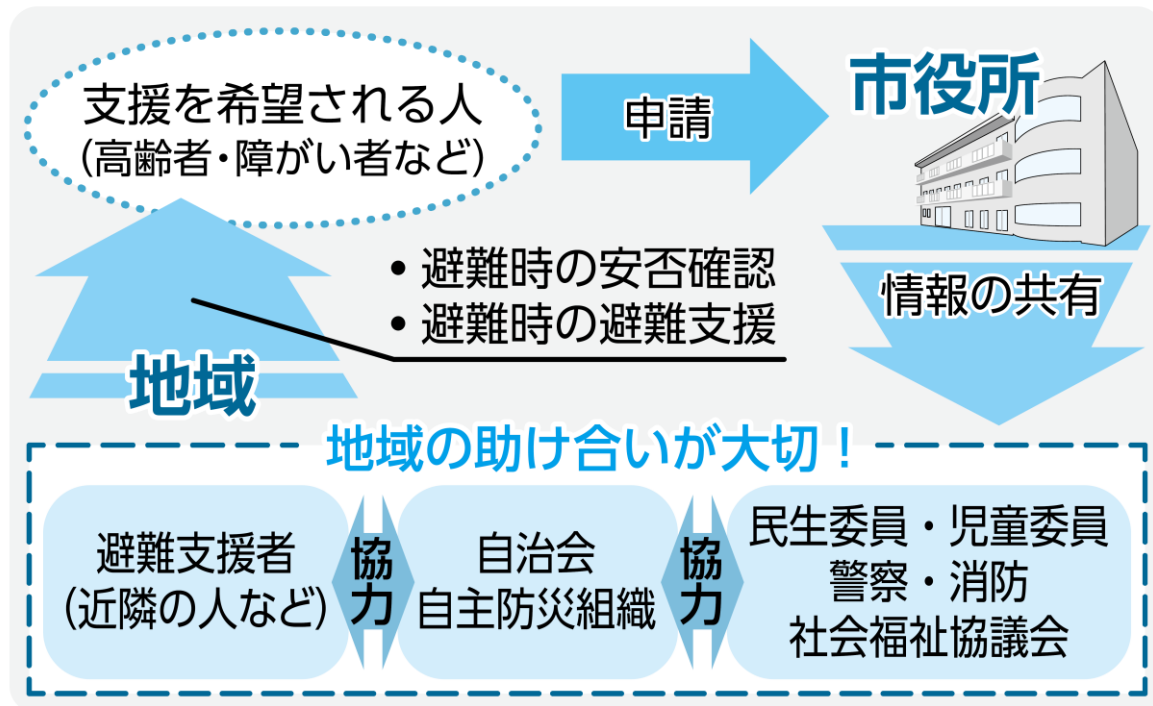 支援を希望される人
(高齢者・障がい者など)
申請
市役所
情報の共有
• 避難時の安否確認
• 避難時の避難支援
地域
地域の助け合いが大切！
避難支援者
(近隣の人など)
協力
自治会
自主防災組織
協力
民生委員・児童委員
警察・消防
社会福祉協議会